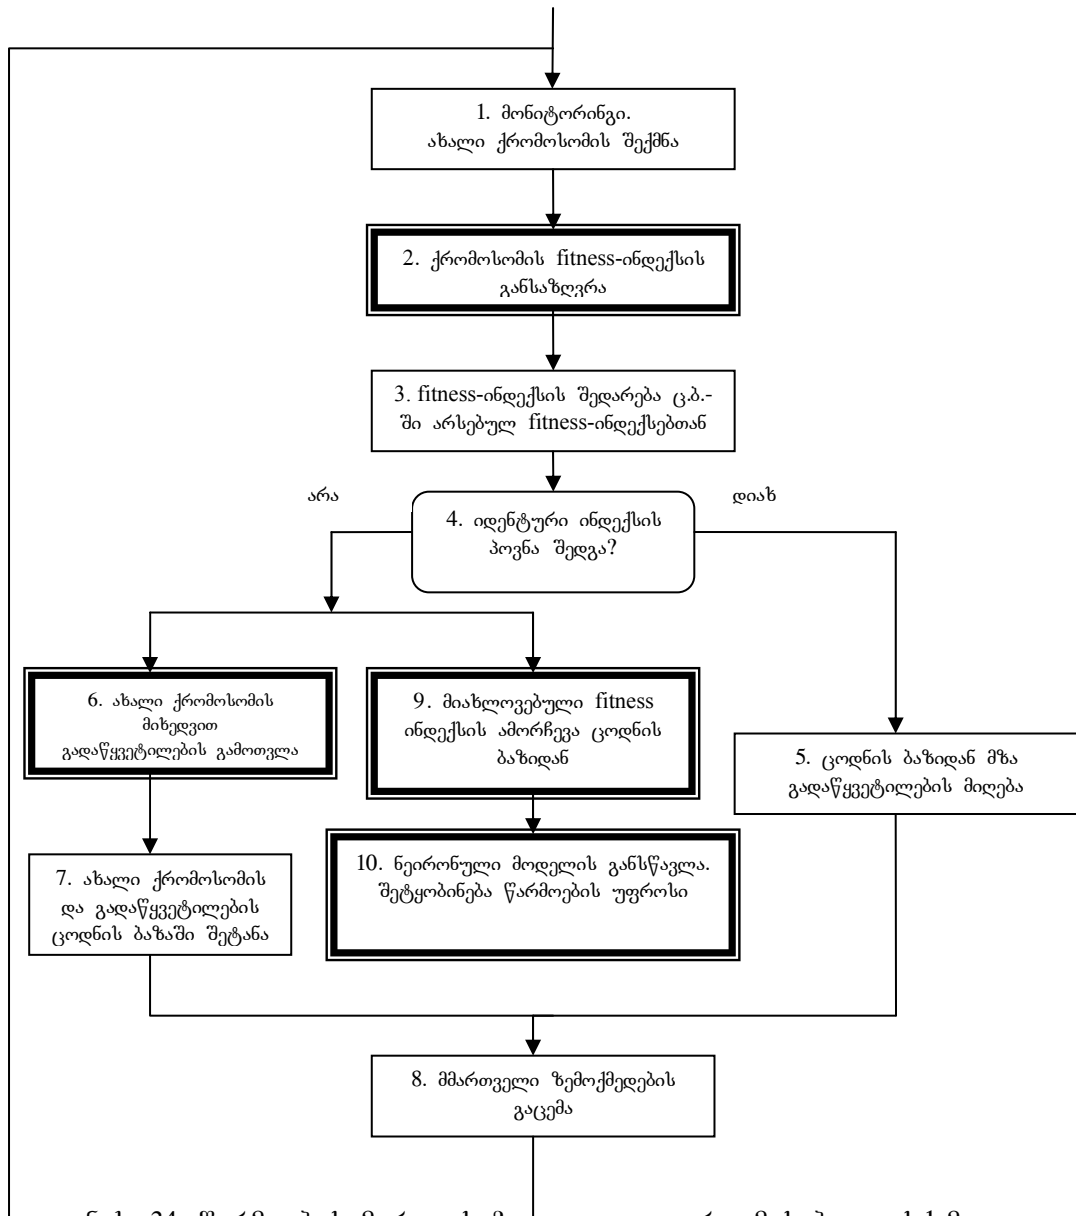 1. მონიტორინგი.
ახალი ქრომოსომის შექმნა
2. ქრომოსომის fitness-ინდექსის
განსაზღვრა
3. fitness-ინდექსის შედარება ც.ბ.-
ში არსებულ fitness-ინდექსებთან
არა
დიახ
4. იდენტური ინდექსის
პოვნა შედგა?
6. ახალი ქრომოსომის
მიხედვით
გადაწყვეტილების გამოთვლა
9. მიახლოვებული fitness
ინდექსის ამორჩევა ცოდნის
ბაზიდან
5. ცოდნის ბაზიდან მზა
გადაწყვეტილების მიღება
10. ნეირონული მოდელის განსწავლა.
შეტყობინება წარმოების უფროსი
7. ახალი ქრომოსომის
და გადაწყვეტილების
ცოდნის ბაზაში შეტანა
8. მმართველი ზემოქმედების
გაცემა